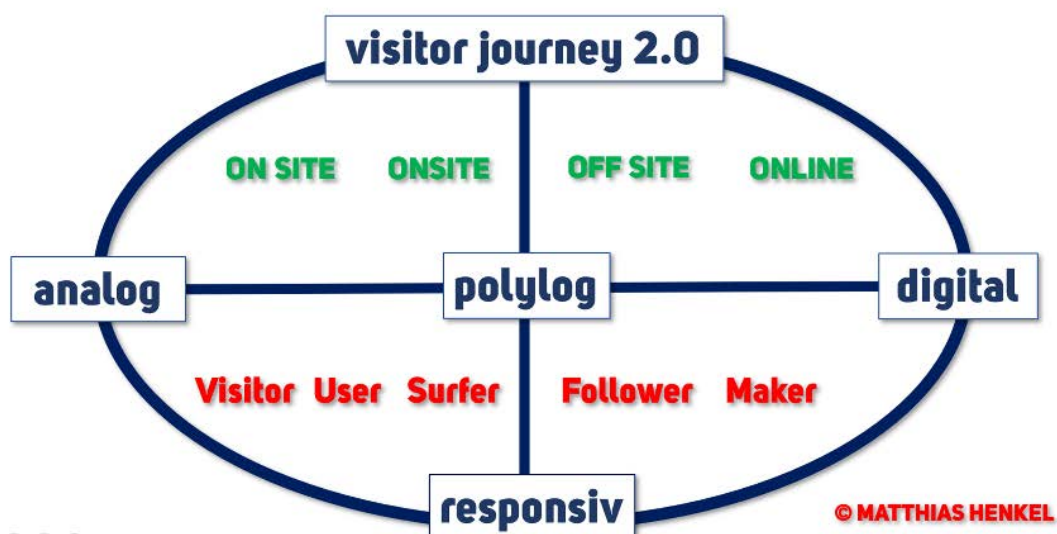 visitor journey 2.0
ON SITE ONSITE OFF SITE ONLINE
analog polylog digital
Visitor User Surfer Follower Maker
responsiv
© MATTHIAS HENKEL